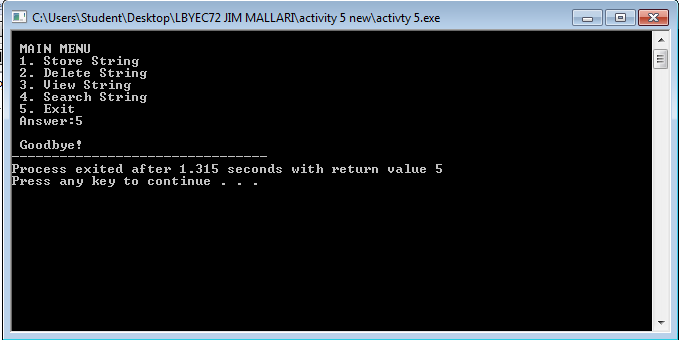 C:\Users\Student\Desktop\LBYEC72 JIM MALLARI\activity 5 new\activty 5.exe
MAIN MENU
1. Store String
2. Delete String
3. View String
4. Search String
5. Exit
Answer:5
Goodbye!
--------------------------------
Process exited after 1.315 seconds with return value 5
Press any key to continue . . .